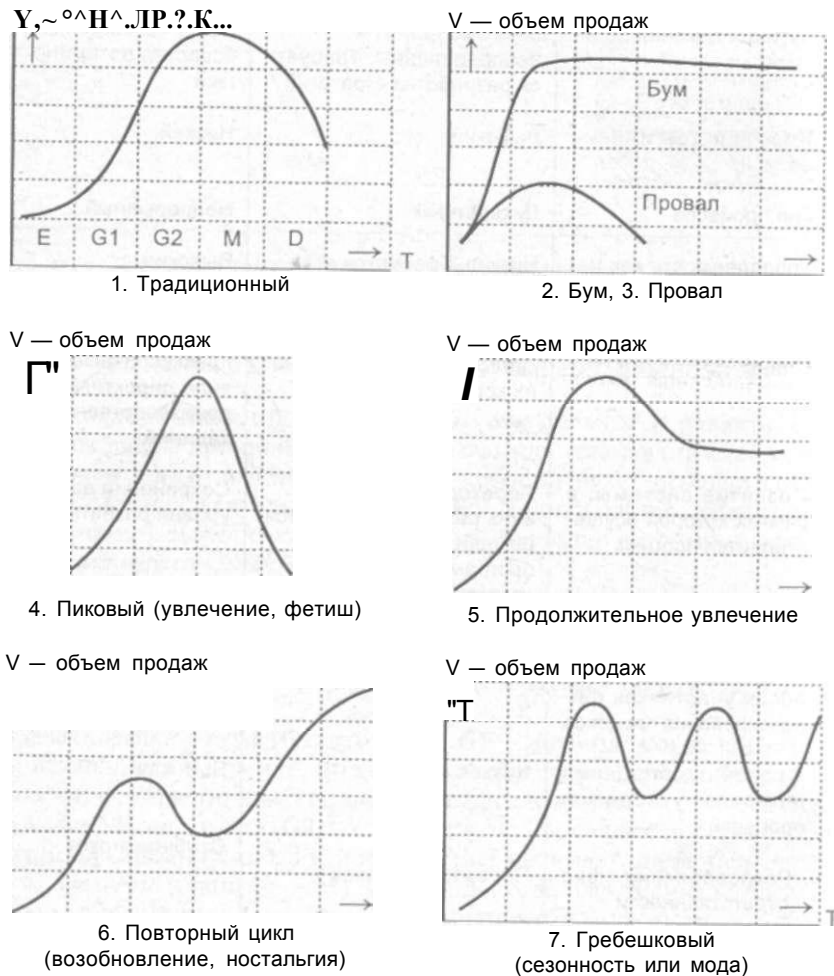 Y,~°^Н^.ЛР.?.К...
V — объем продаж
Бум
Провал
E G1 G2 M D
T
1. Традиционный
2. Бум, 3. Провал
V — объем продаж
V — объем продаж
Г"
I
4. Пиковый (увлечение, фетиш)
5. Продолжительное увлечение
V — объем продаж
V — объем продаж
"Т
T
6. Повторный цикл
(возобновление, ностальгия)
7. Гребешковый
(сезонность или мода)